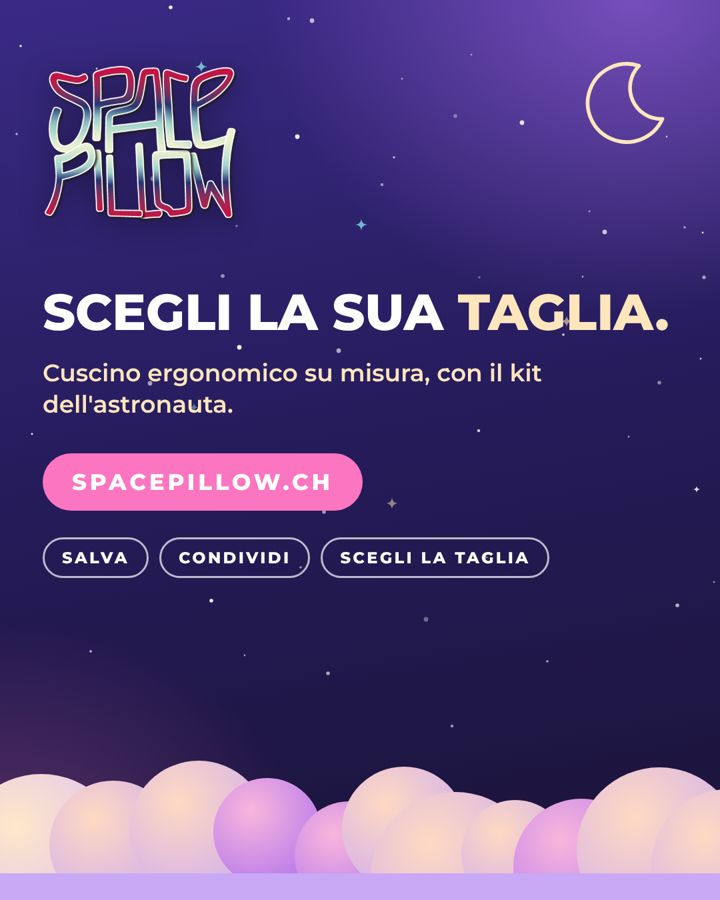 SPACE
PILLOW
SCEGLI LA SUA TAGLIA.
Cuscino ergonomico su misura, con il kit
dell'astronauta.
SPACEPILLOW.CH
SALVA CONDIVIDI SCEGLI LA TAGLIA